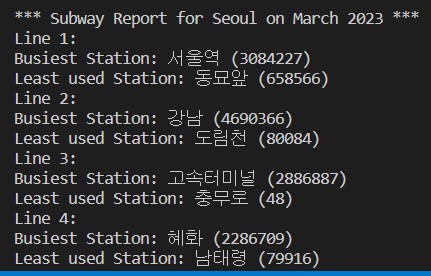 *** Subway Report for Seoul on March 2023 ***
Line 1:
Busiest Station: 서울역 (3084227)
Least used Station: 동묘앞 (658566)
Line 2:
Busiest Station: 강남 (4690366)
Least used Station: 도림천 (80084)
Line 3:
Busiest Station: 고속터미널 (2886887)
Least used Station: 충무로 (48)
Line 4:
Busiest Station: 혜화 (2286709)
Least used Station: 남태령 (79916)